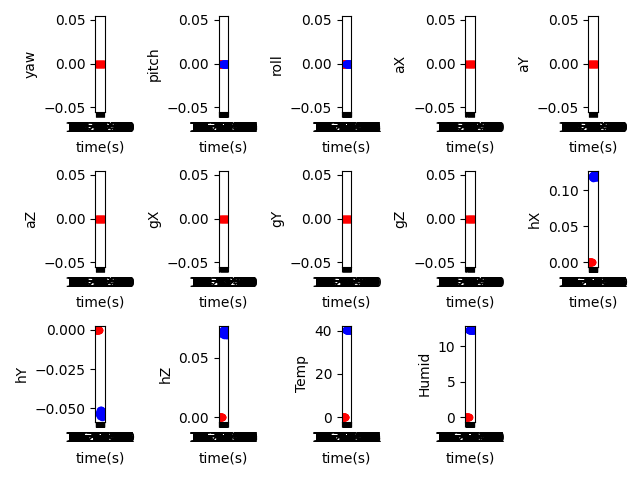 yaw
0.05
0.00
−0.05
time(s)
pitch
0.05
0.00
−0.05
time(s)
roll
0.05
0.00
−0.05
time(s)
aX
0.05
0.00
−0.05
time(s)
aY
0.05
0.00
−0.05
time(s)
aZ
0.05
0.00
−0.05
time(s)
gX
0.05
0.00
−0.05
time(s)
gY
0.05
0.00
−0.05
time(s)
gZ
0.05
0.00
−0.05
time(s)
hX
0.10
0.05
0.00
time(s)
hY
0.000
−0.025
−0.050
time(s)
hZ
0.05
0.00
time(s)
Temp
40
20
0
time(s)
Humid
10
5
0
time(s)